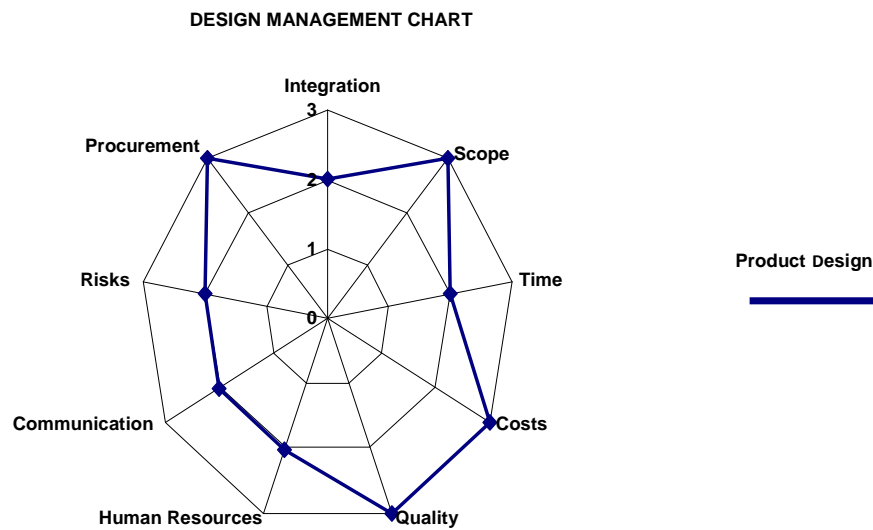 DESIGN MANAGEMENT CHART
Integration
3
Procurement
Scope
2
1
Product Design
Risks
Time
0
Communication
Costs
Human Resources
Quality